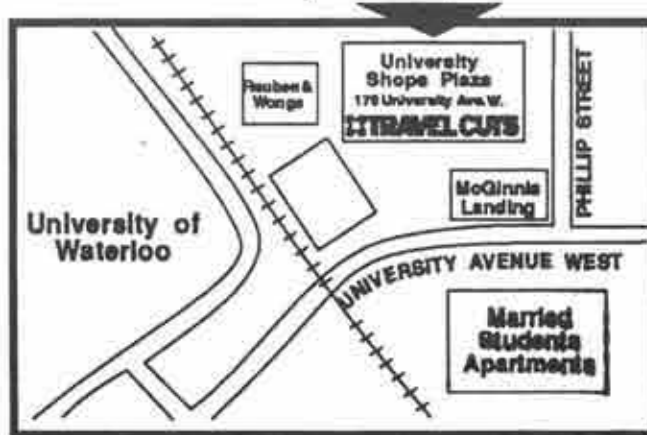 University
Shops Plaza
170 University Ave. W.
TRAVEL CUTS
Reuben &
Wongs
McGinnis
Landing
PHILLIP STREET
University of
Waterloo
UNIVERSITY AVENUE WEST
Married
Students
Apartments